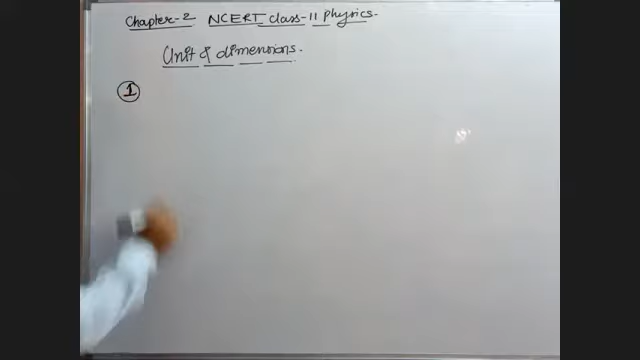 Chapter-2 NCERT Class-11 Physics.
Unit & dimensions.
1